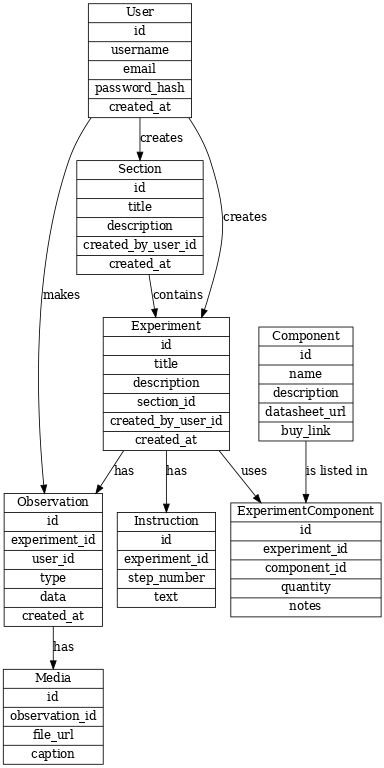 User
id
username
email
password_hash
created_at
creates
Section
id
title
description
created_by_user_id
created_at
creates
makes
contains
Experiment
id
title
description
section_id
created_by_user_id
created_at
Component
id
name
description
datasheet_url
buy_link
has
has
uses
is listed in
Observation
id
experiment_id
user_id
type
data
created_at
Instruction
id
experiment_id
step_number
text
ExperimentComponent
id
experiment_id
component_id
quantity
notes
has
Media
id
observation_id
file_url
caption